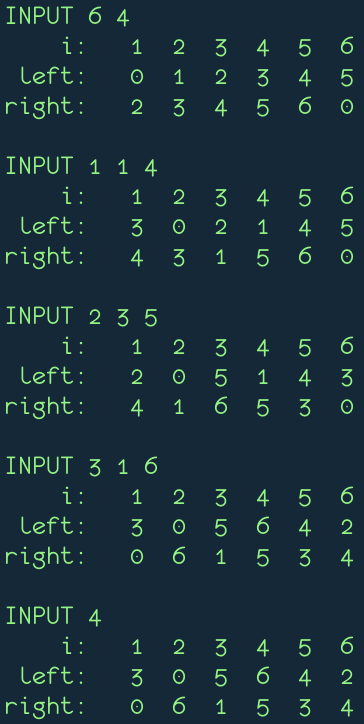 INPUT 6 4
i: 1 2 3 4 5 6
left: 0 1 2 3 4 5
right: 2 3 4 5 6 0
INPUT 1 1 4
i: 1 2 3 4 5 6
left: 3 0 2 1 4 5
right: 4 3 1 5 6 0
INPUT 2 3 5
i: 1 2 3 4 5 6
left: 2 0 5 1 4 3
right: 4 1 6 5 3 0
INPUT 3 1 6
i: 1 2 3 4 5 6
left: 3 0 5 6 4 2
right: 0 6 1 5 3 4
INPUT 4
i: 1 2 3 4 5 6
left: 3 0 5 6 4 2
right: 0 6 1 5 3 4